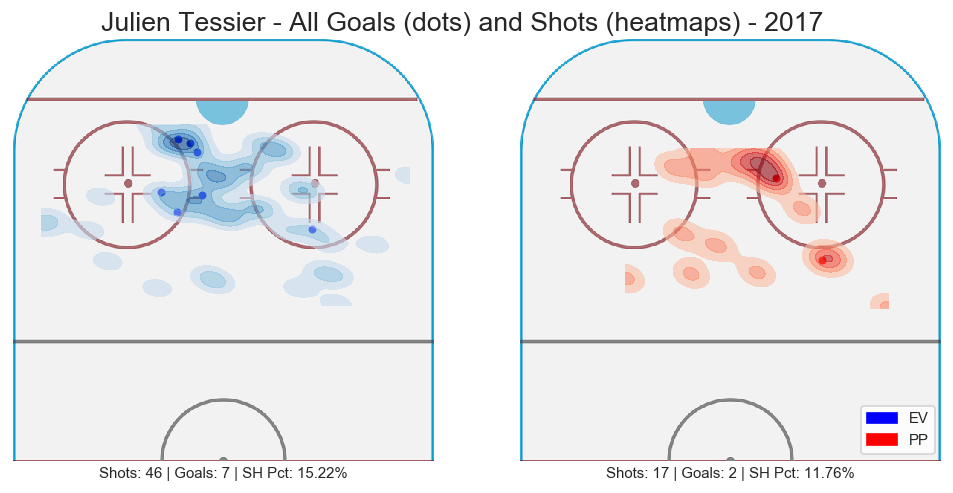 Julien Tessier - All Goals (dots) and Shots (heatmaps) - 2017
EV
PP
Shots: 46 | Goals: 7 | SH Pct: 15.22%
Shots: 17 | Goals: 2 | SH Pct: 11.76%